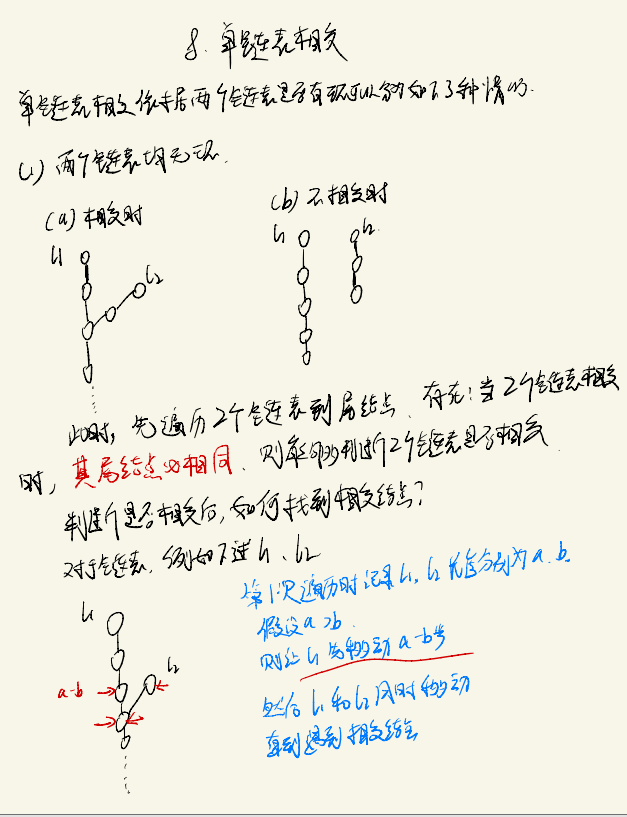 8. 单链表相交
单链表相交依据两个链表是否有环可以分为如下3种情况.
(1) 两个链表均无环.
(a) 相交时
(b) 不相交时
l1
l2
l1
l2
此时, 先遍历2个链表到尾结点. 存在: 当2个链表相交
时, 其尾结点必相同. 则能够判断2个链表是否相交
判断是否相交后, 如何找到相交结点?
对于链表, 例如下述 l1、l2
第1次遍历时记录 l1, l2 长度分别为 a、b.
l1
假设 a>b.
l2
则让 l1 先移动 a-b步
a-b
然后 l1 和 l2 同时移动
直到遇到相交结点